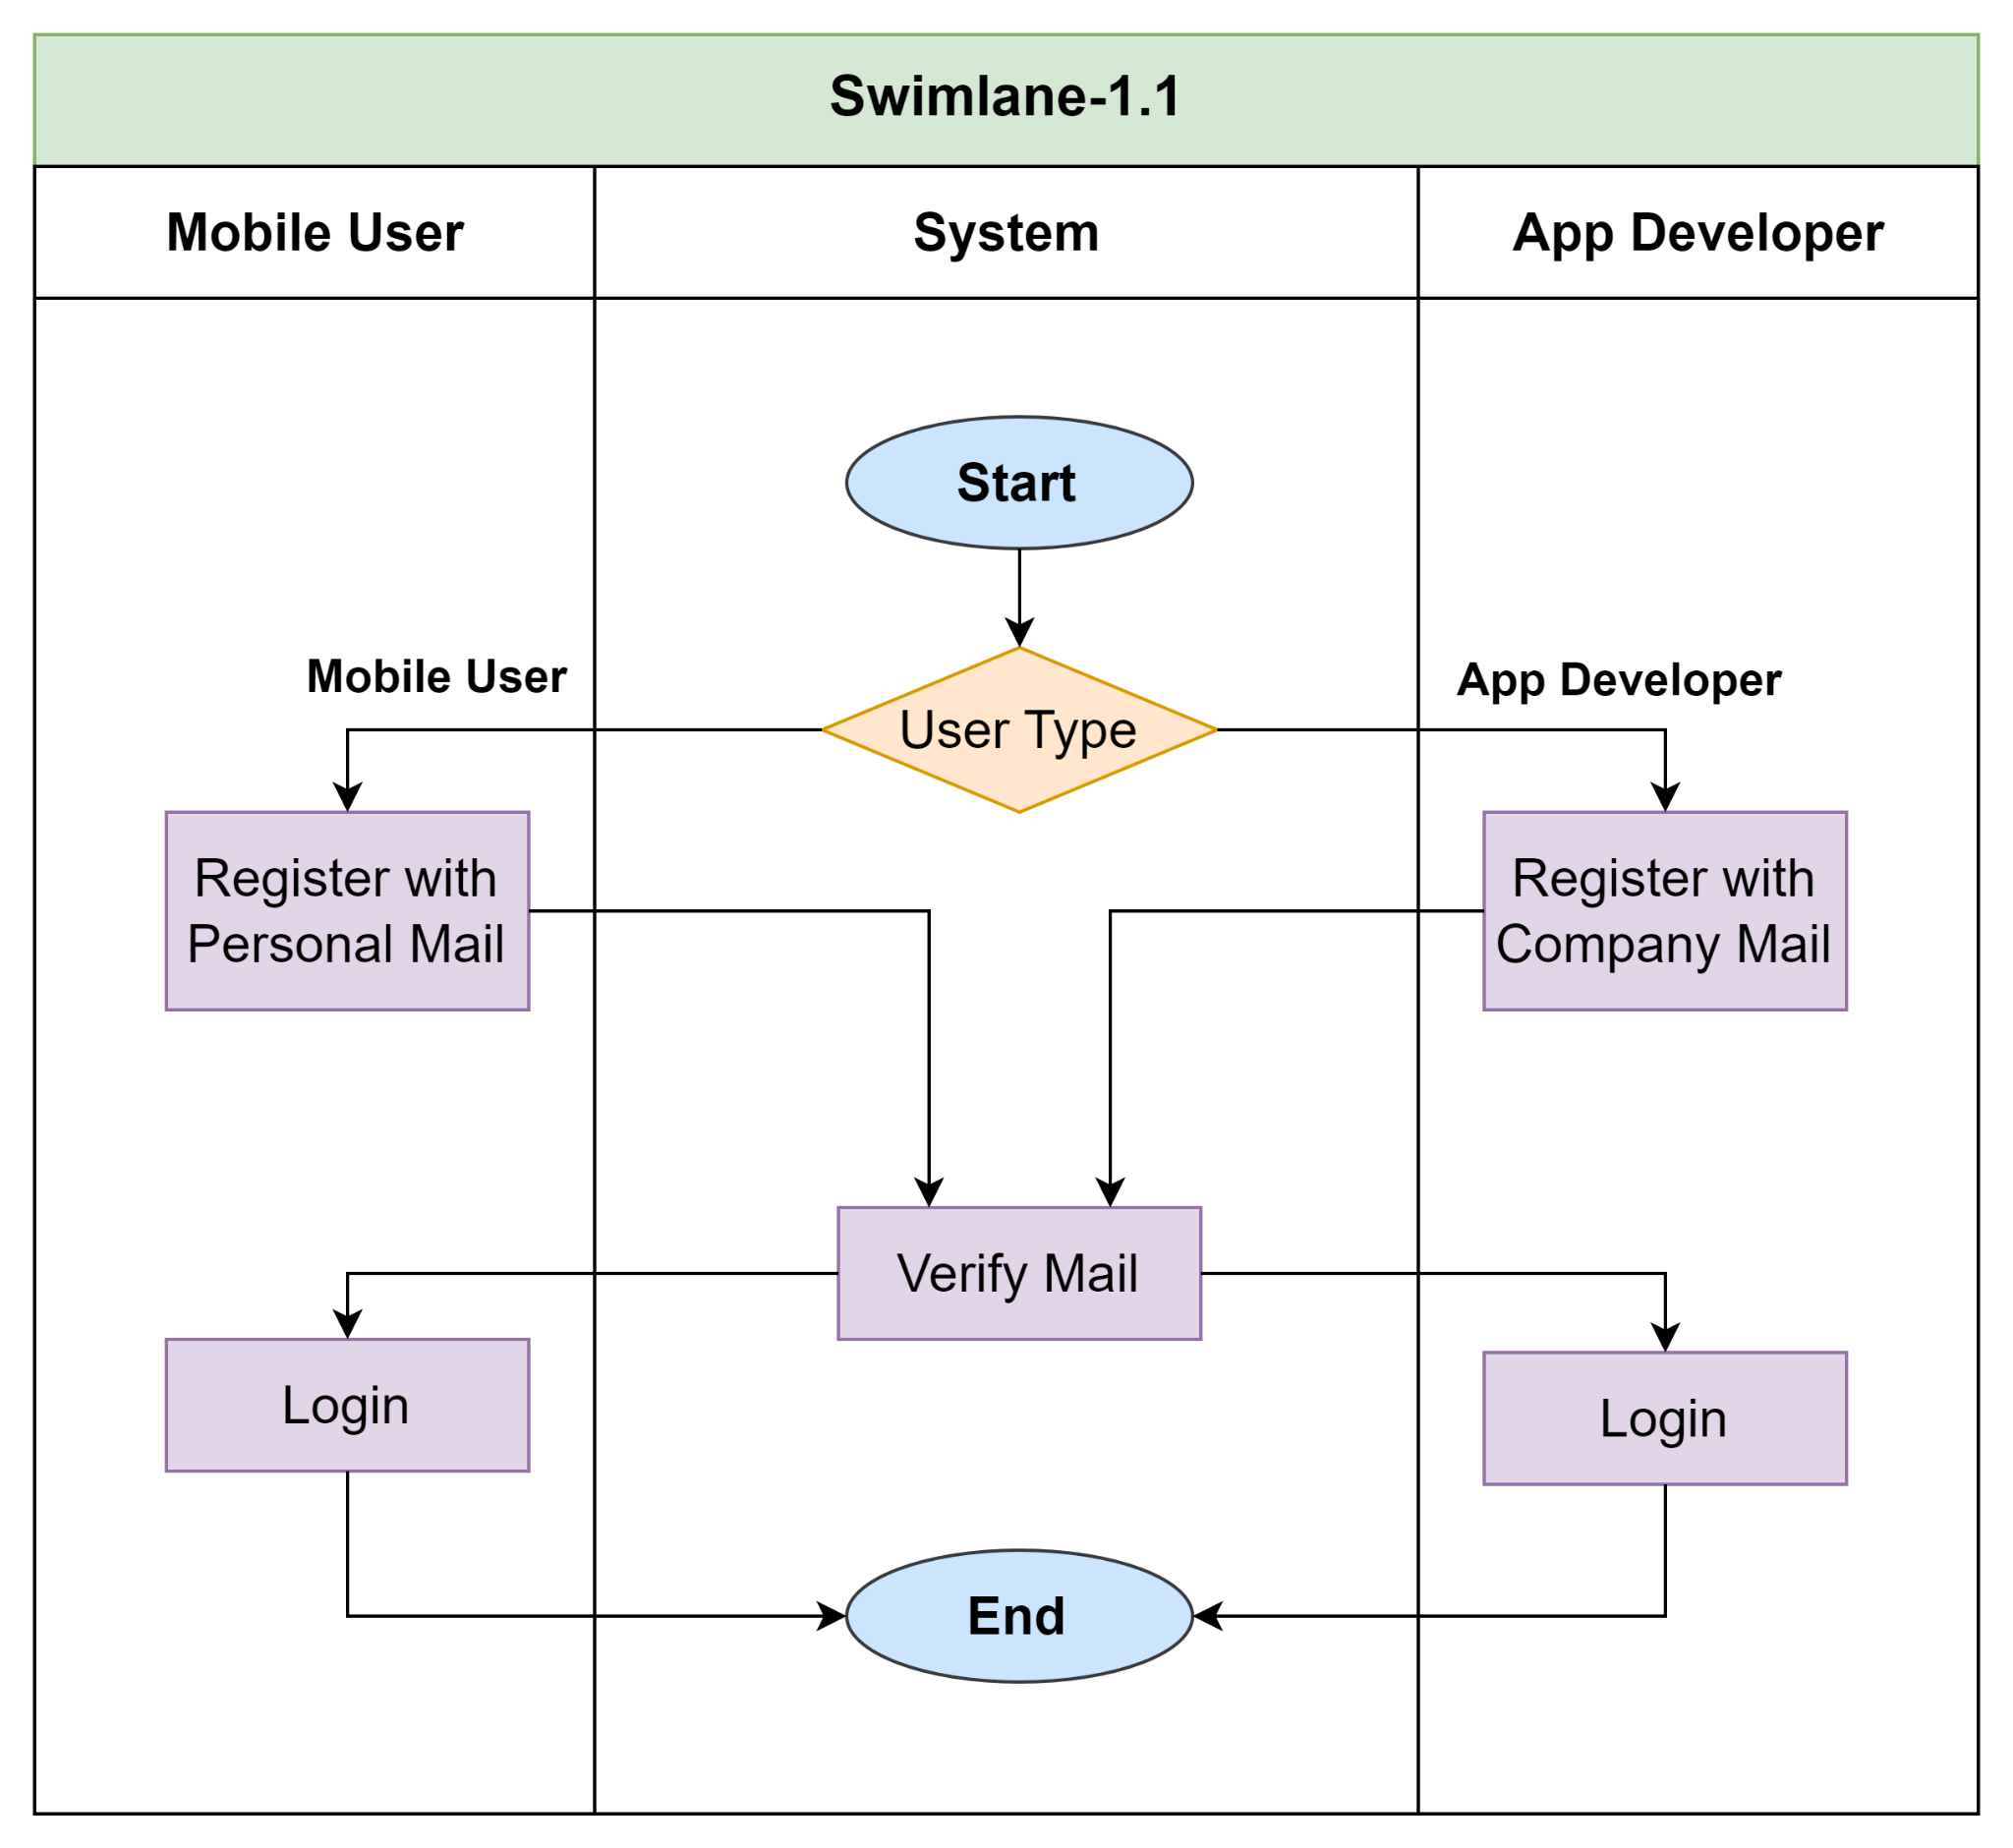 Swimlane-1.1
Mobile User
System
App Developer
Start
Mobile User
App Developer
User Type
Register with
Personal Mail
Register with
Company Mail
Verify Mail
Login
Login
End